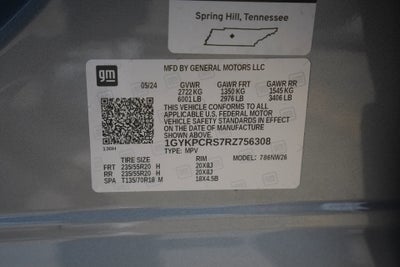 Spring Hill, Tennessee
gm
MFD BY GENERAL MOTORS LLC
05/24 GVWR GAWR FRT GAWR RR
2722 KG 1350 KG 1545 KG
6001 LB 2976 LB 3406 LB
THIS VEHICLE CONFORMS TO ALL
APPLICABLE U.S. FEDERAL MOTOR
VEHICLE SAFETY STANDARDS IN EFFECT ON
THE DATE OF MANUFACTURE
SHOWN ABOVE.
1GYKPCRS7RZ756308
TYPE: MPV
TIRE SIZE RIM MODEL: 786NW26
FRT 235/55R20 H 20X8J
RR 235/55R20 H 20X8J
SPA T135/70R18 M 18X4.5B